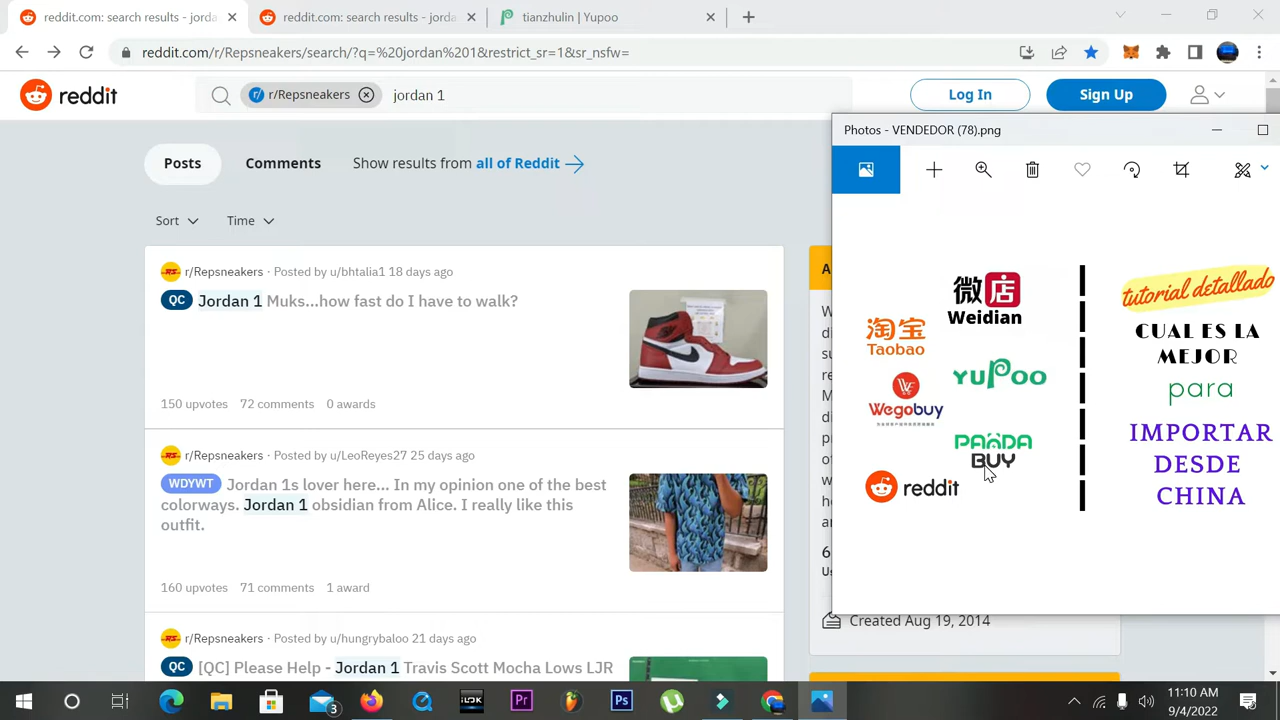 reddit.com: search results - jorda
reddit.com: search results - jorda
tianzhulin | Yupoo
reddit.com/r/Repsneakers/search/?q=%20jordan%201&restrict_sr=1&sr_nsfw=
reddit
r/Repsneakers
jordan 1
Log In
Sign Up
Posts
Comments
Show results from all of Reddit
Sort
Time
RS r/Repsneakers · Posted by u/bhtalia1 18 days ago
QC Jordan 1 Muks...how fast do I have to walk?
150 upvotes 72 comments 0 awards
RS r/Repsneakers · Posted by u/LeoReyes27 25 days ago
WDYWT Jordan 1s lover here... In my opinion one of the best
colorways. Jordan 1 obsidian from Alice. I really like this
outfit.
160 upvotes 71 comments 1 award
RS r/Repsneakers · Posted by u/hungrybaloo 21 days ago
QC [QC] Please Help - Jordan 1 Travis Scott Mocha Lows LJR
Created Aug 19, 2014
Photos - VENDEDOR (78).png
微店
Weidian
淘宝
Taobao
YUPOO
Wegobuy
PANDA
BUY
reddit
tutorial detallado
CUAL ES LA
MEJOR
para
IMPORTAR
DESDE
CHINA
3
iLOK
Pr
Ps
11:10 AM
9/4/2022